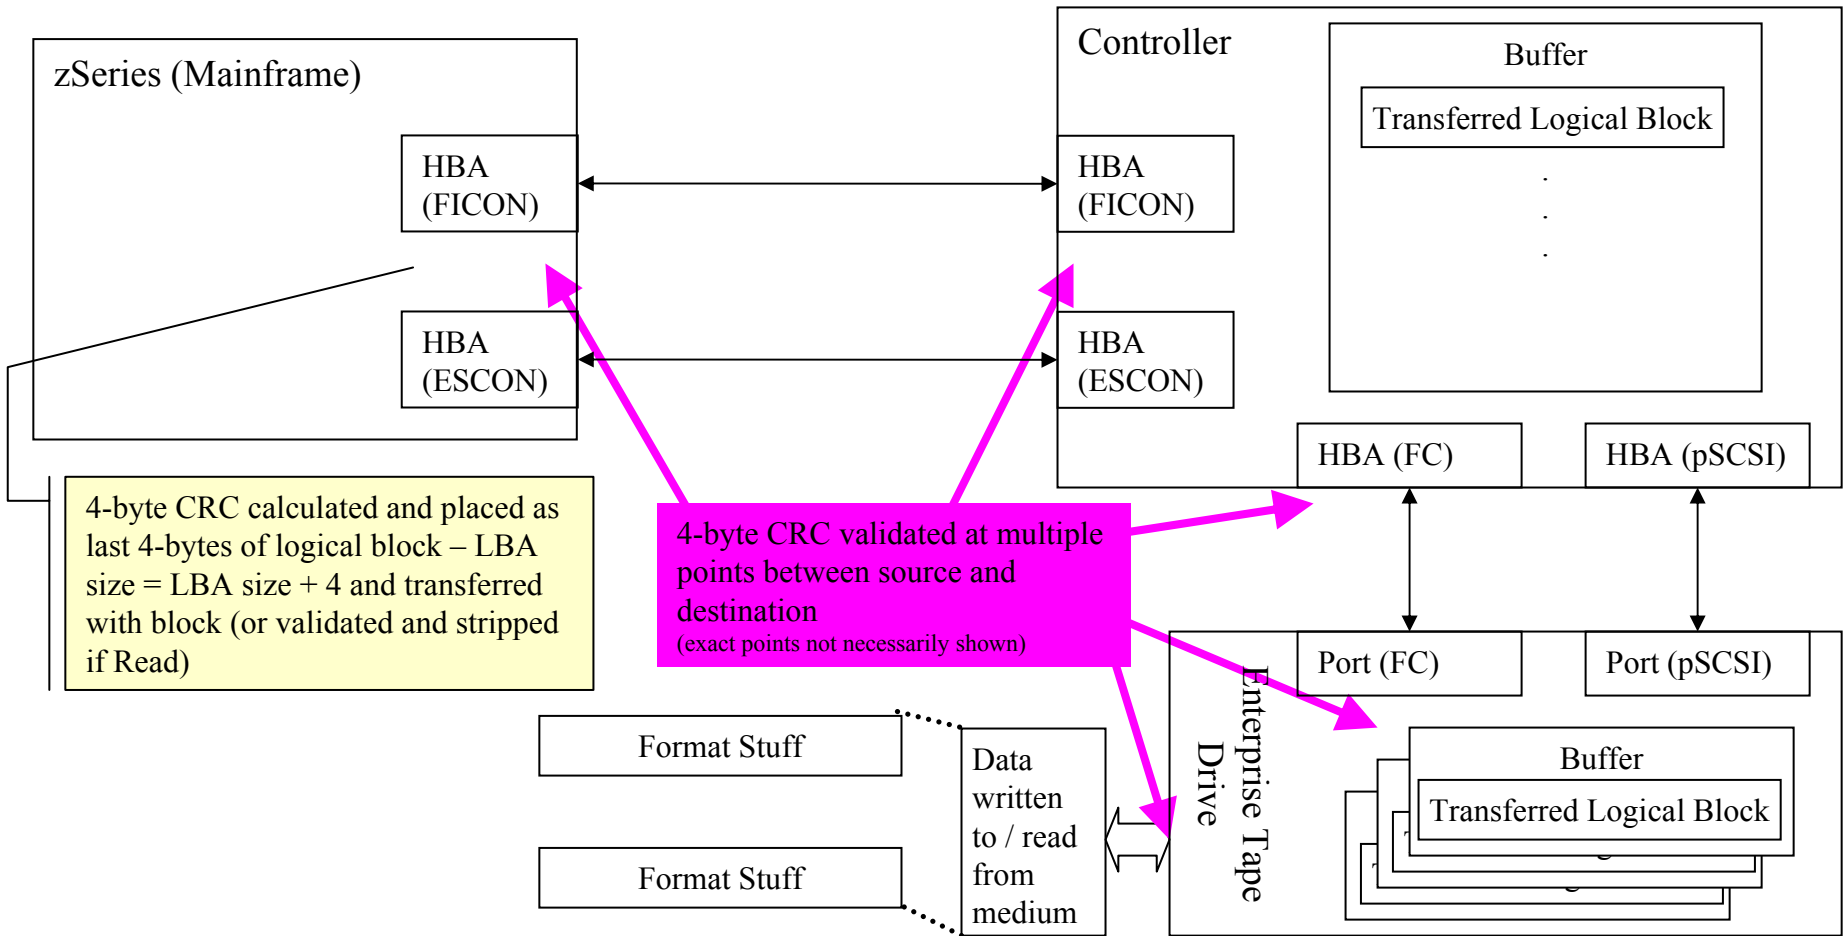 zSeries (Mainframe)
HBA
(FICON)
HBA
(ESCON)
Controller
HBA
(FICON)
HBA
(ESCON)
Buffer
Transferred Logical Block
.
.
.
HBA (FC)
HBA (pSCSI)
4-byte CRC calculated and placed as
last 4-bytes of logical block – LBA
size = LBA size + 4 and transferred
with block (or validated and stripped
if Read)
4-byte CRC validated at multiple
points between source and
destination
(exact points not necessarily shown)
Port (FC)
Port (pSCSI)
Enterprise Tape
Drive
Buffer
Transferred Logical Block
Format Stuff
Format Stuff
Data
written
to / read
from
medium